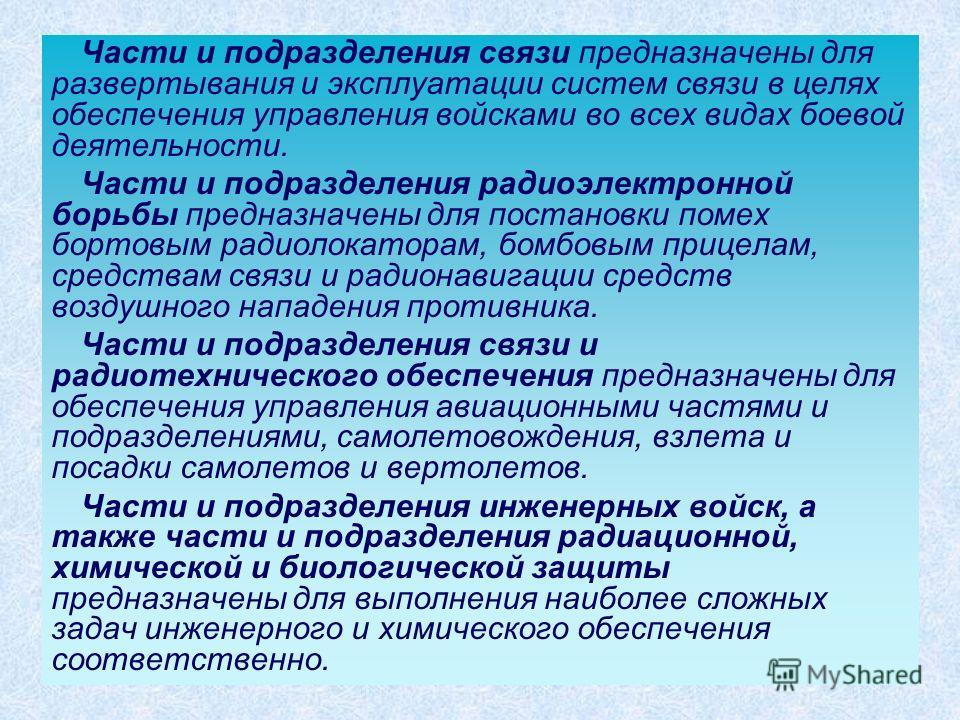 Части и подразделения связи предназначены для
развертывания и эксплуатации систем связи в целях
обеспечения управления войсками во всех видах боевой
деятельности.
Части и подразделения радиоэлектронной
борьбы предназначены для постановки помех
бортовым радиолокаторам, бомбовым прицелам,
средствам связи и радионавигации средств
воздушного нападения противника.
Части и подразделения связи и
радиотехнического обеспечения предназначены для
обеспечения управления авиационными частями и
подразделениями, самолетовождения, взлета и
посадки самолетов и вертолетов.
Части и подразделения инженерных войск, а
также части и подразделения радиационной,
химической и биологической защиты
предназначены для выполнения наиболее сложных
задач инженерного и химического обеспечения
соответственно.
MyShared